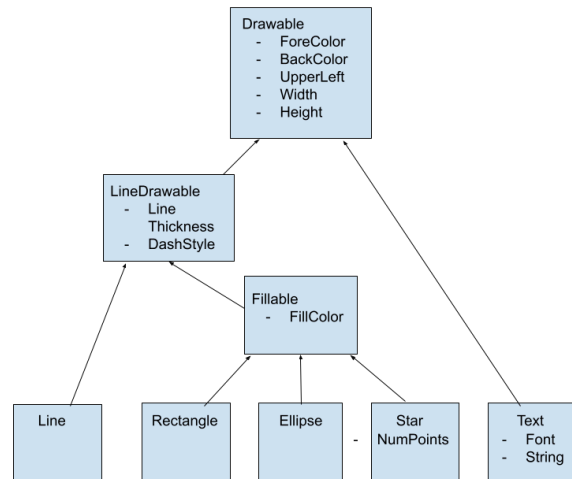 Drawable
- ForeColor
- BackColor
- UpperLeft
- Width
- Height
LineDrawable
- Line
Thickness
- DashStyle
Fillable
- FillColor
Line
Rectangle
Ellipse
Star
- NumPoints
Text
- Font
- String